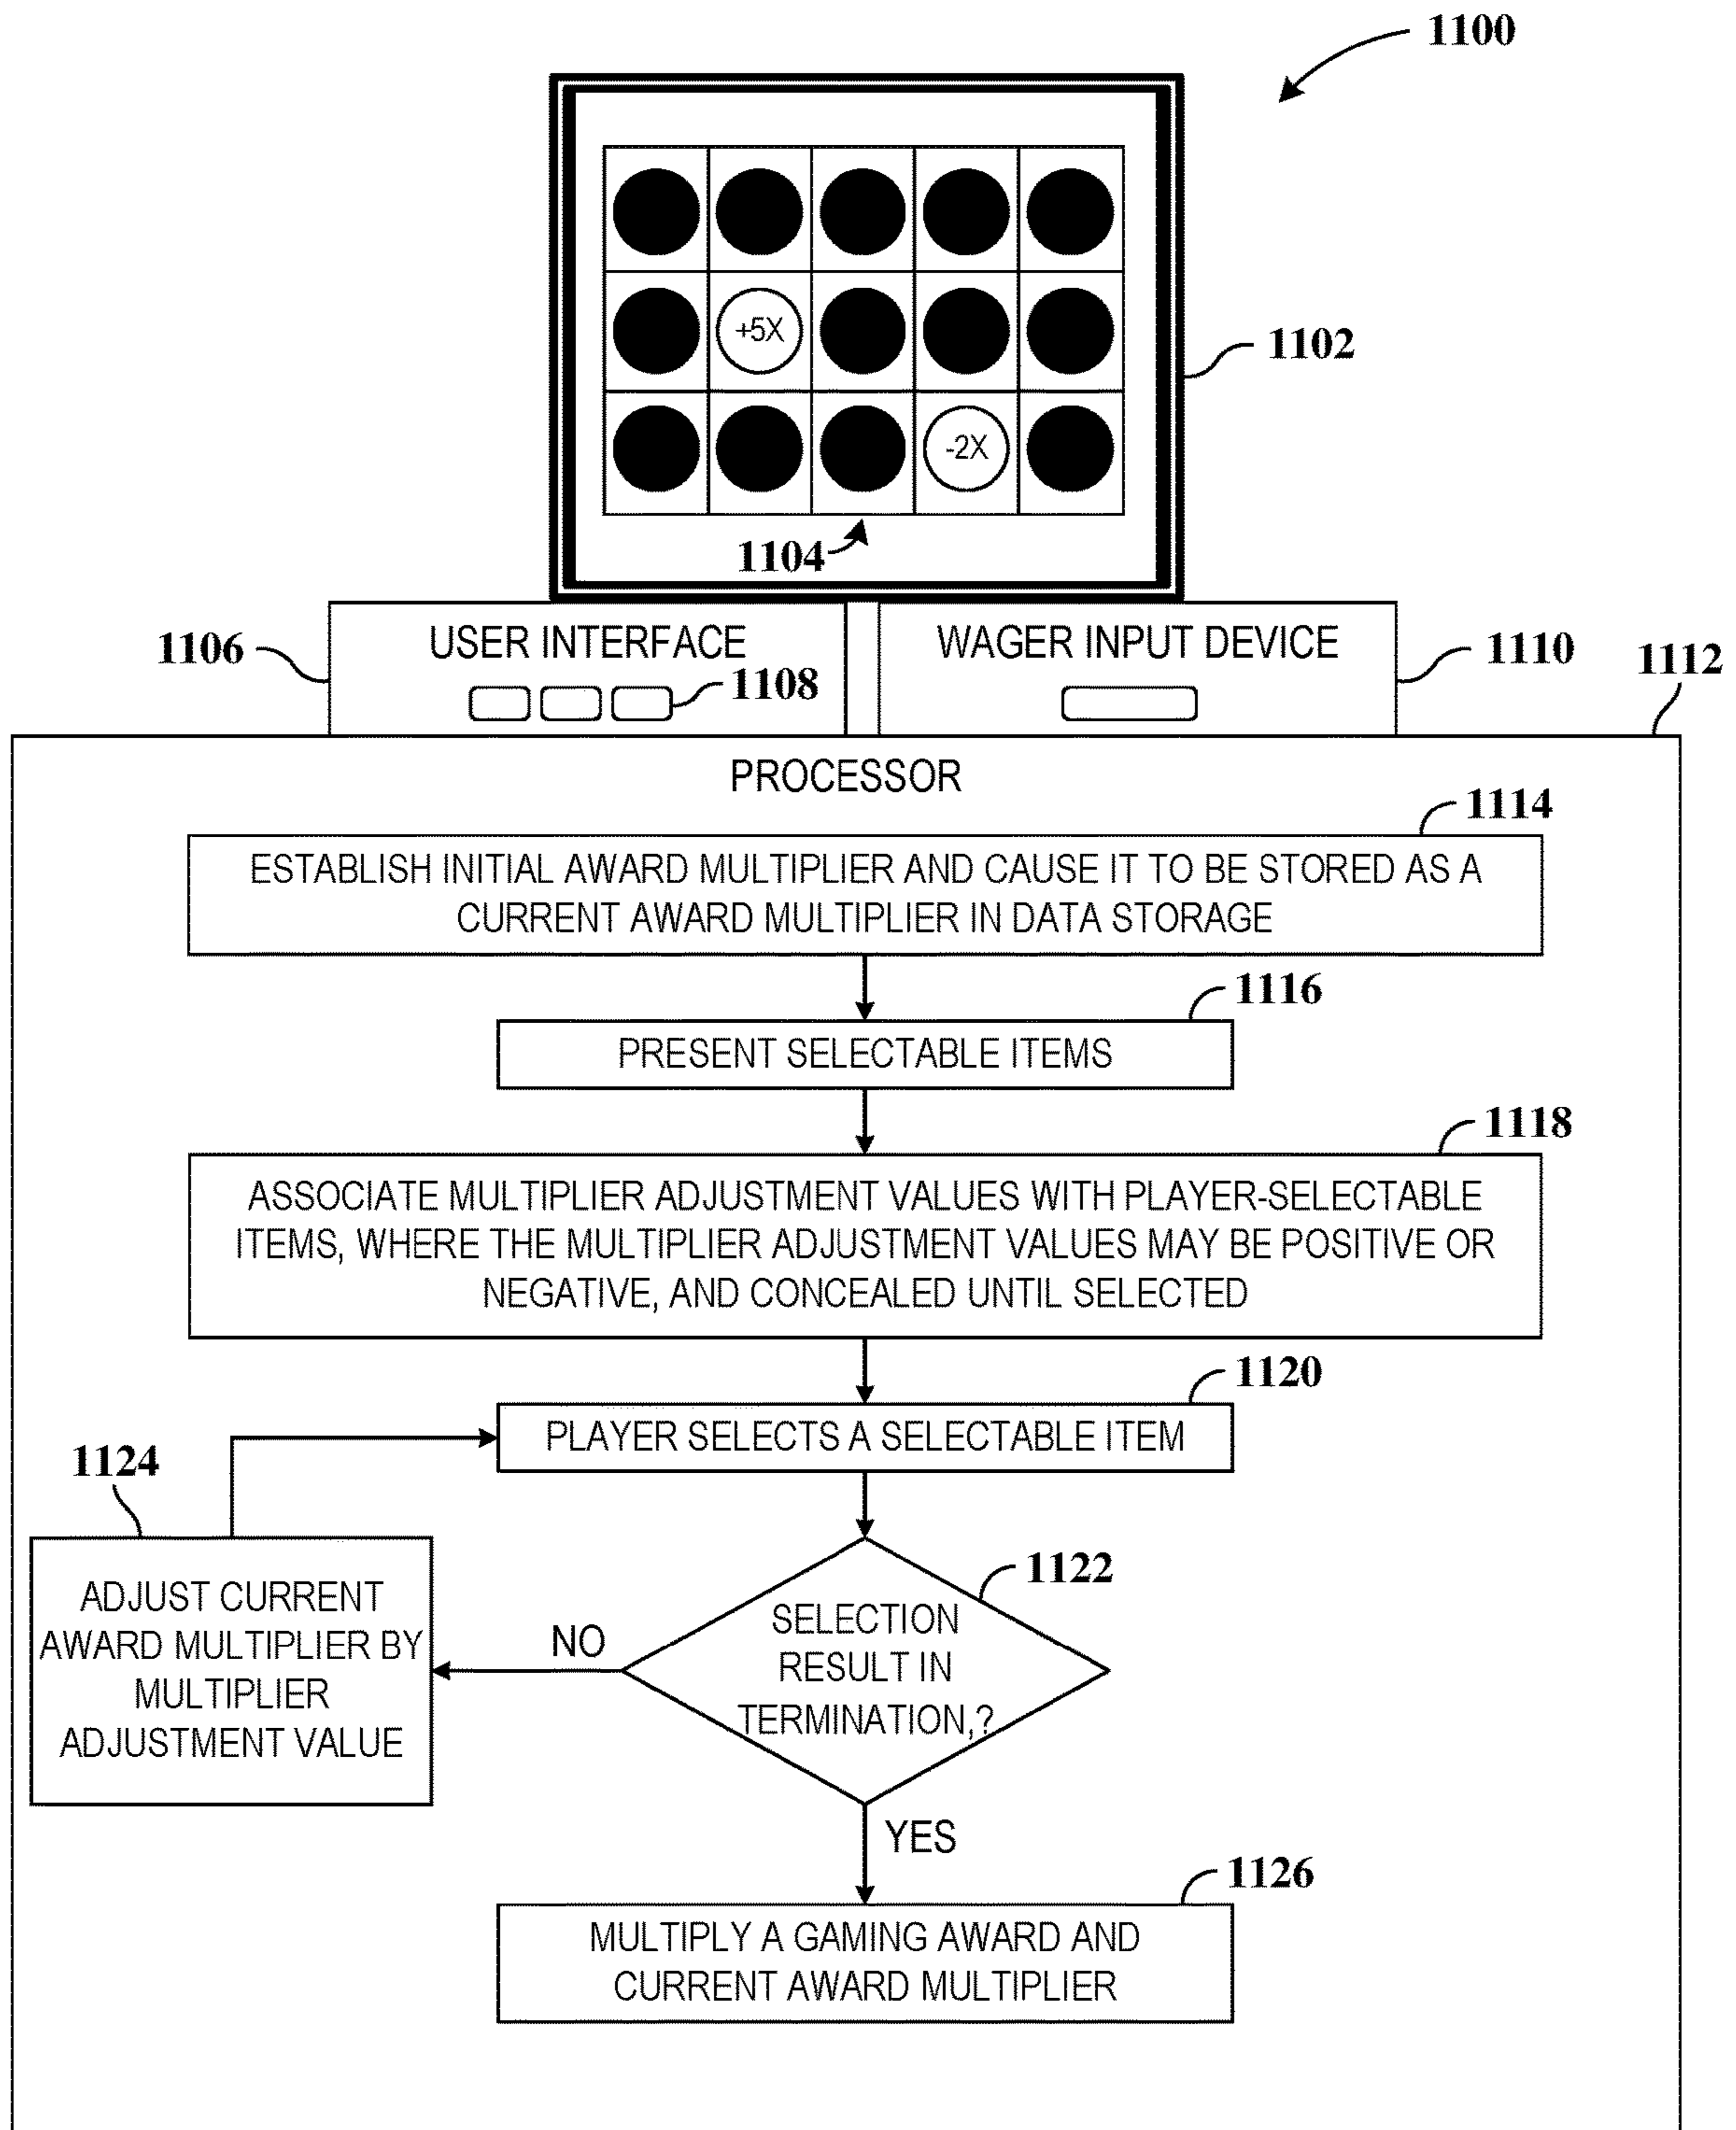 1100
+5X
1102
-2X
1104
USER INTERFACE
WAGER INPUT DEVICE
1106
1108
1110
1112
PROCESSOR
1114
ESTABLISH INITIAL AWARD MULTIPLIER AND CAUSE IT TO BE STORED AS A
CURRENT AWARD MULTIPLIER IN DATA STORAGE
1116
PRESENT SELECTABLE ITEMS
1118
ASSOCIATE MULTIPLIER ADJUSTMENT VALUES WITH PLAYER-SELECTABLE
ITEMS, WHERE THE MULTIPLIER ADJUSTMENT VALUES MAY BE POSITIVE OR
NEGATIVE, AND CONCEALED UNTIL SELECTED
1120
PLAYER SELECTS A SELECTABLE ITEM
1124
ADJUST CURRENT
AWARD MULTIPLIER BY
MULTIPLIER
ADJUSTMENT VALUE
NO
1122
SELECTION
RESULT IN
TERMINATION,?
YES
1126
MULTIPLY A GAMING AWARD AND
CURRENT AWARD MULTIPLIER